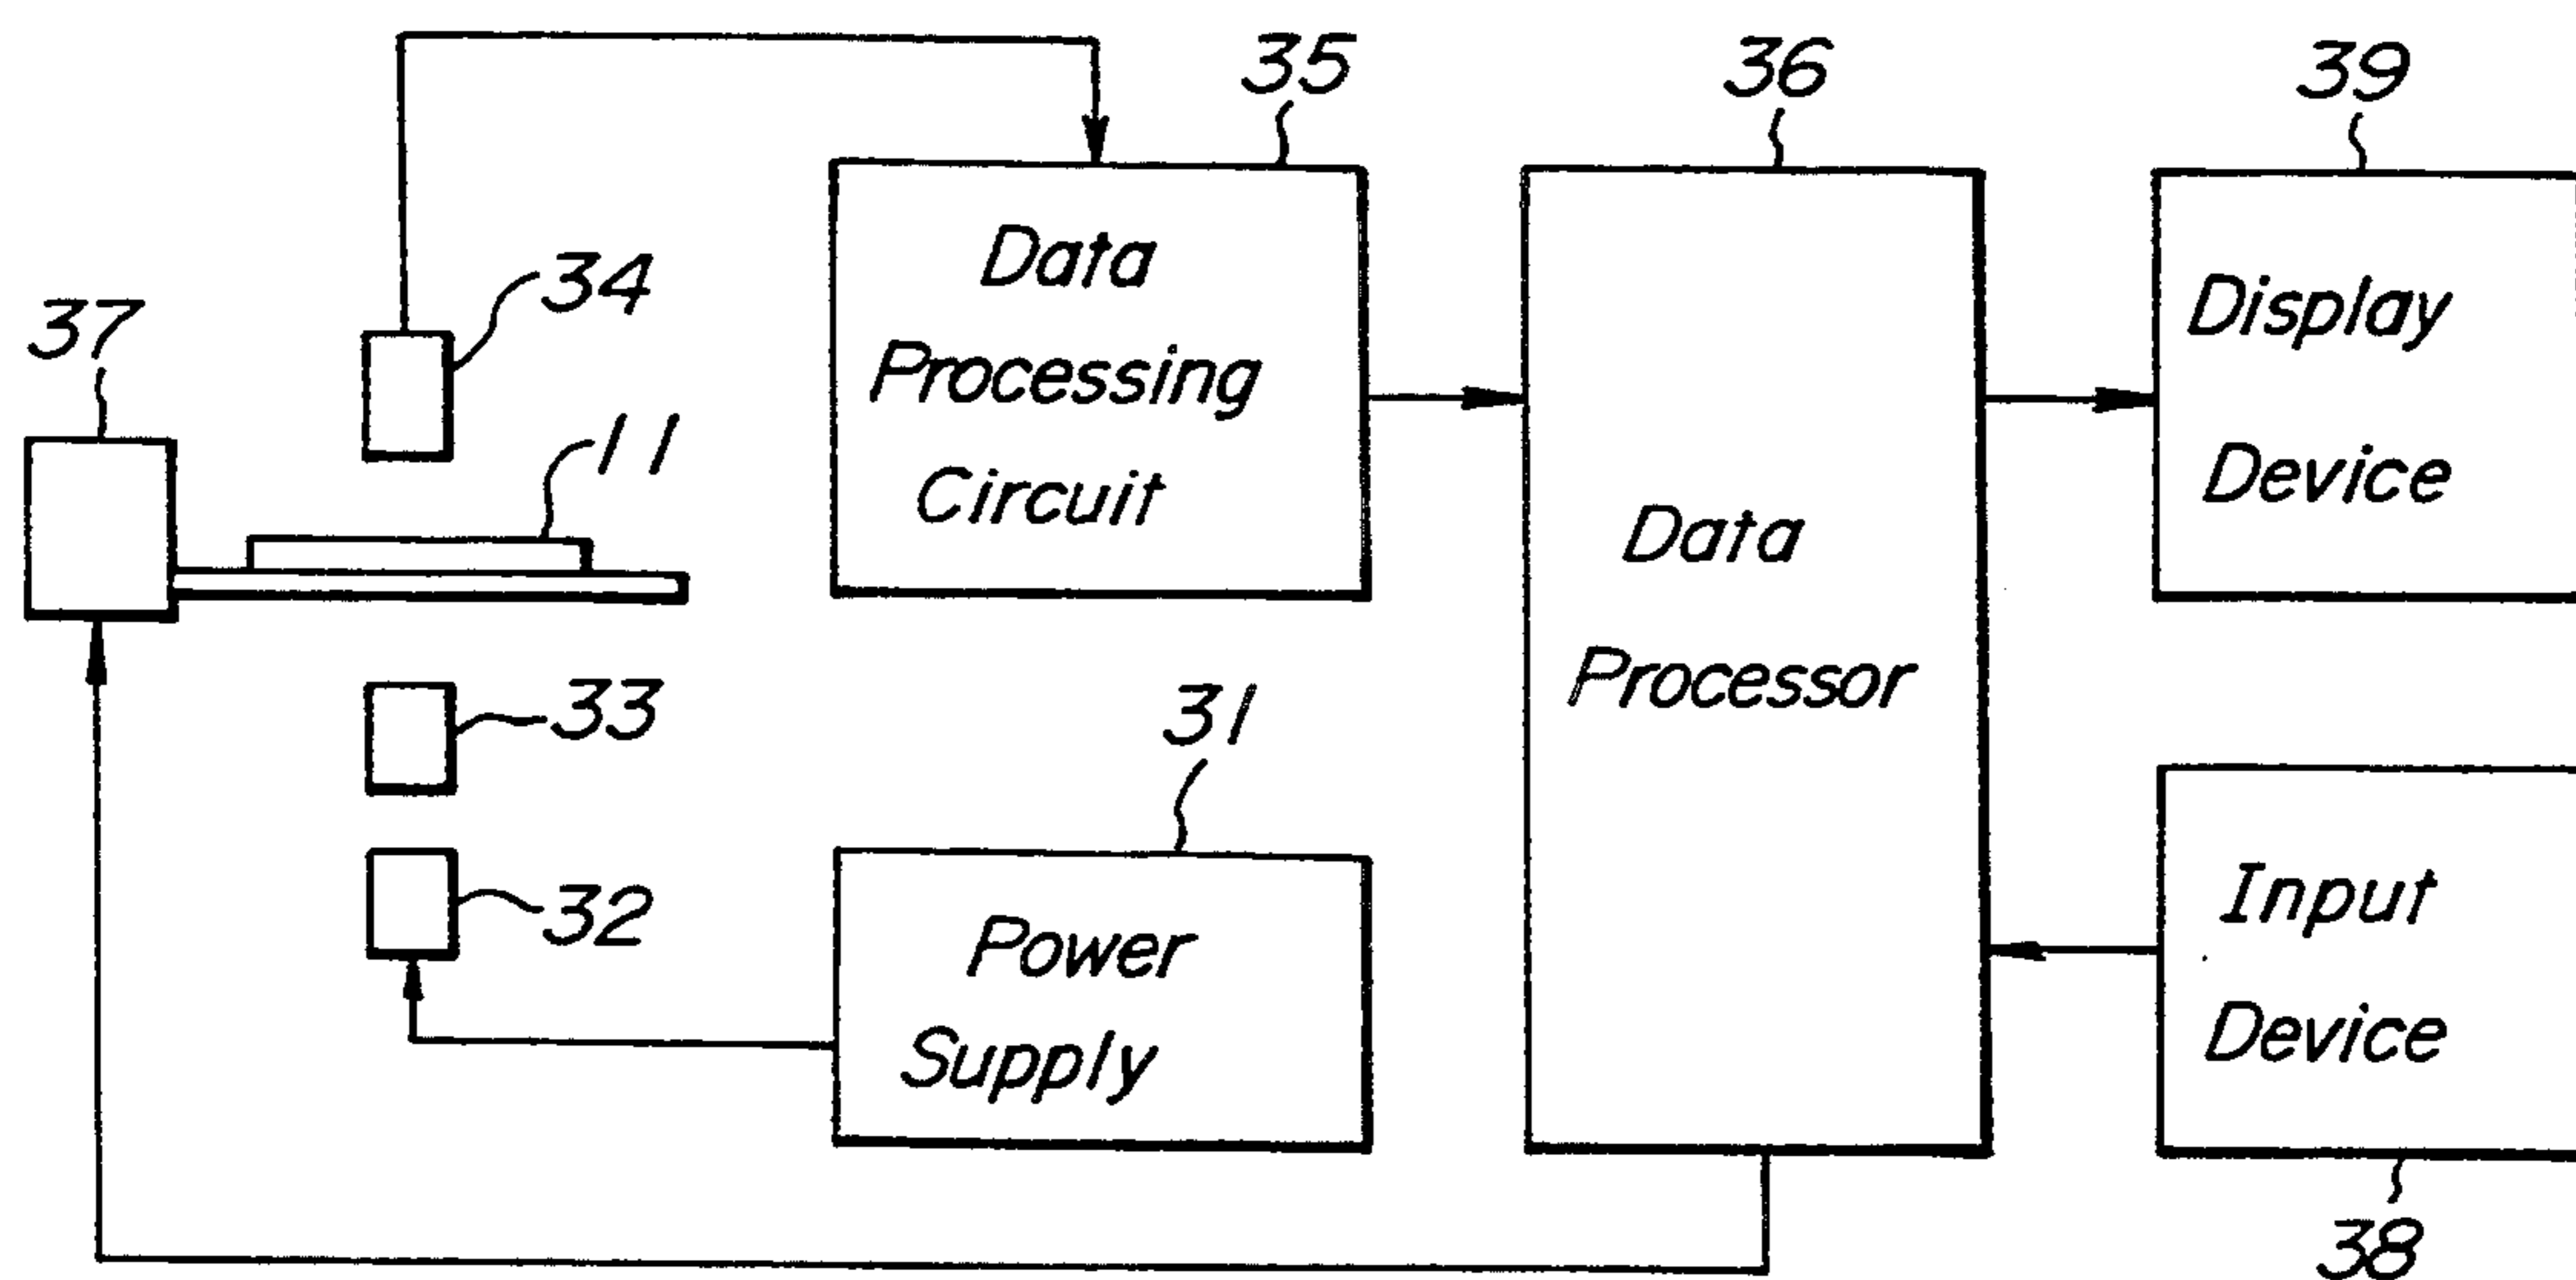 35
36
39
34
37
11
Data
Processing
Circuit
Display
Device
Data
Processor
33
31
32
Power
Supply
Input
Device
38